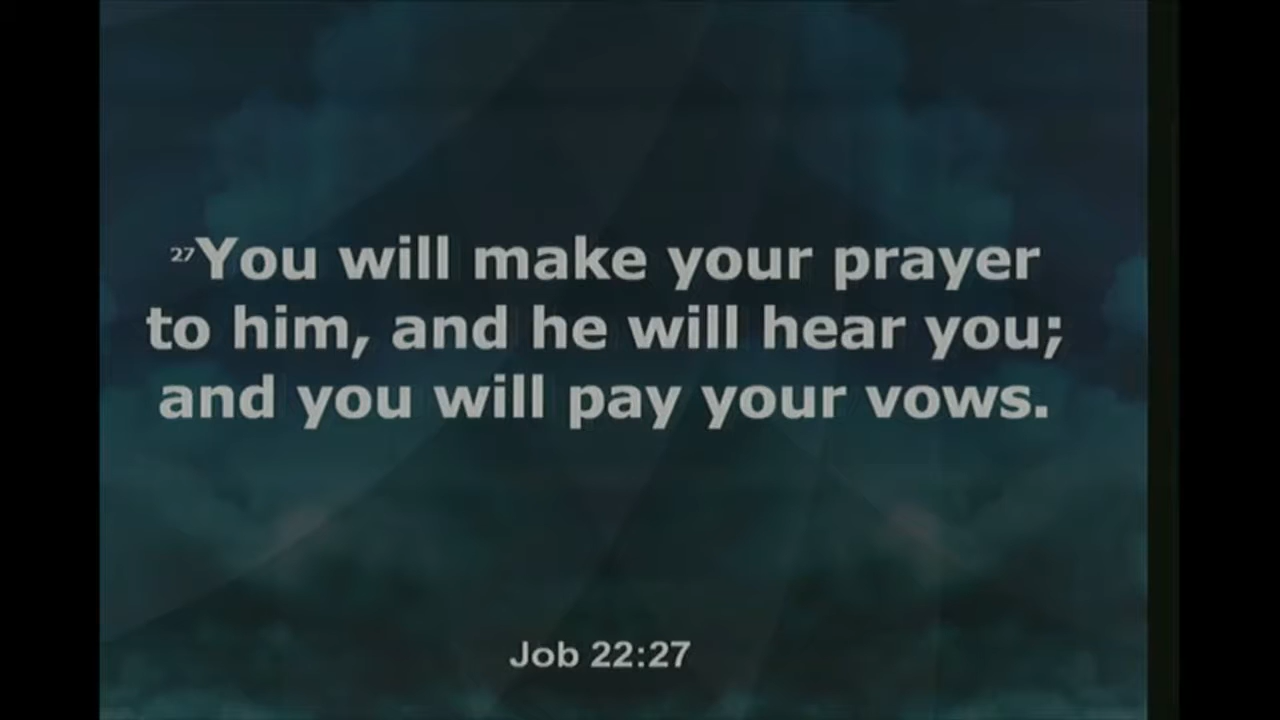 27You will make your prayer
to him, and he will hear you;
and you will pay your vows.
Job 22:27